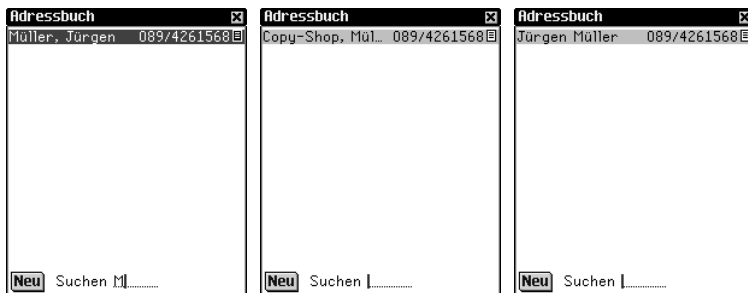 Adressbuch
Müller, Jürgen 089/4261568
Neu Suchen M
Adressbuch
Copy-Shop, Mül… 089/4261568
Neu Suchen
Adressbuch
Jürgen Müller 089/4261568
Neu Suchen